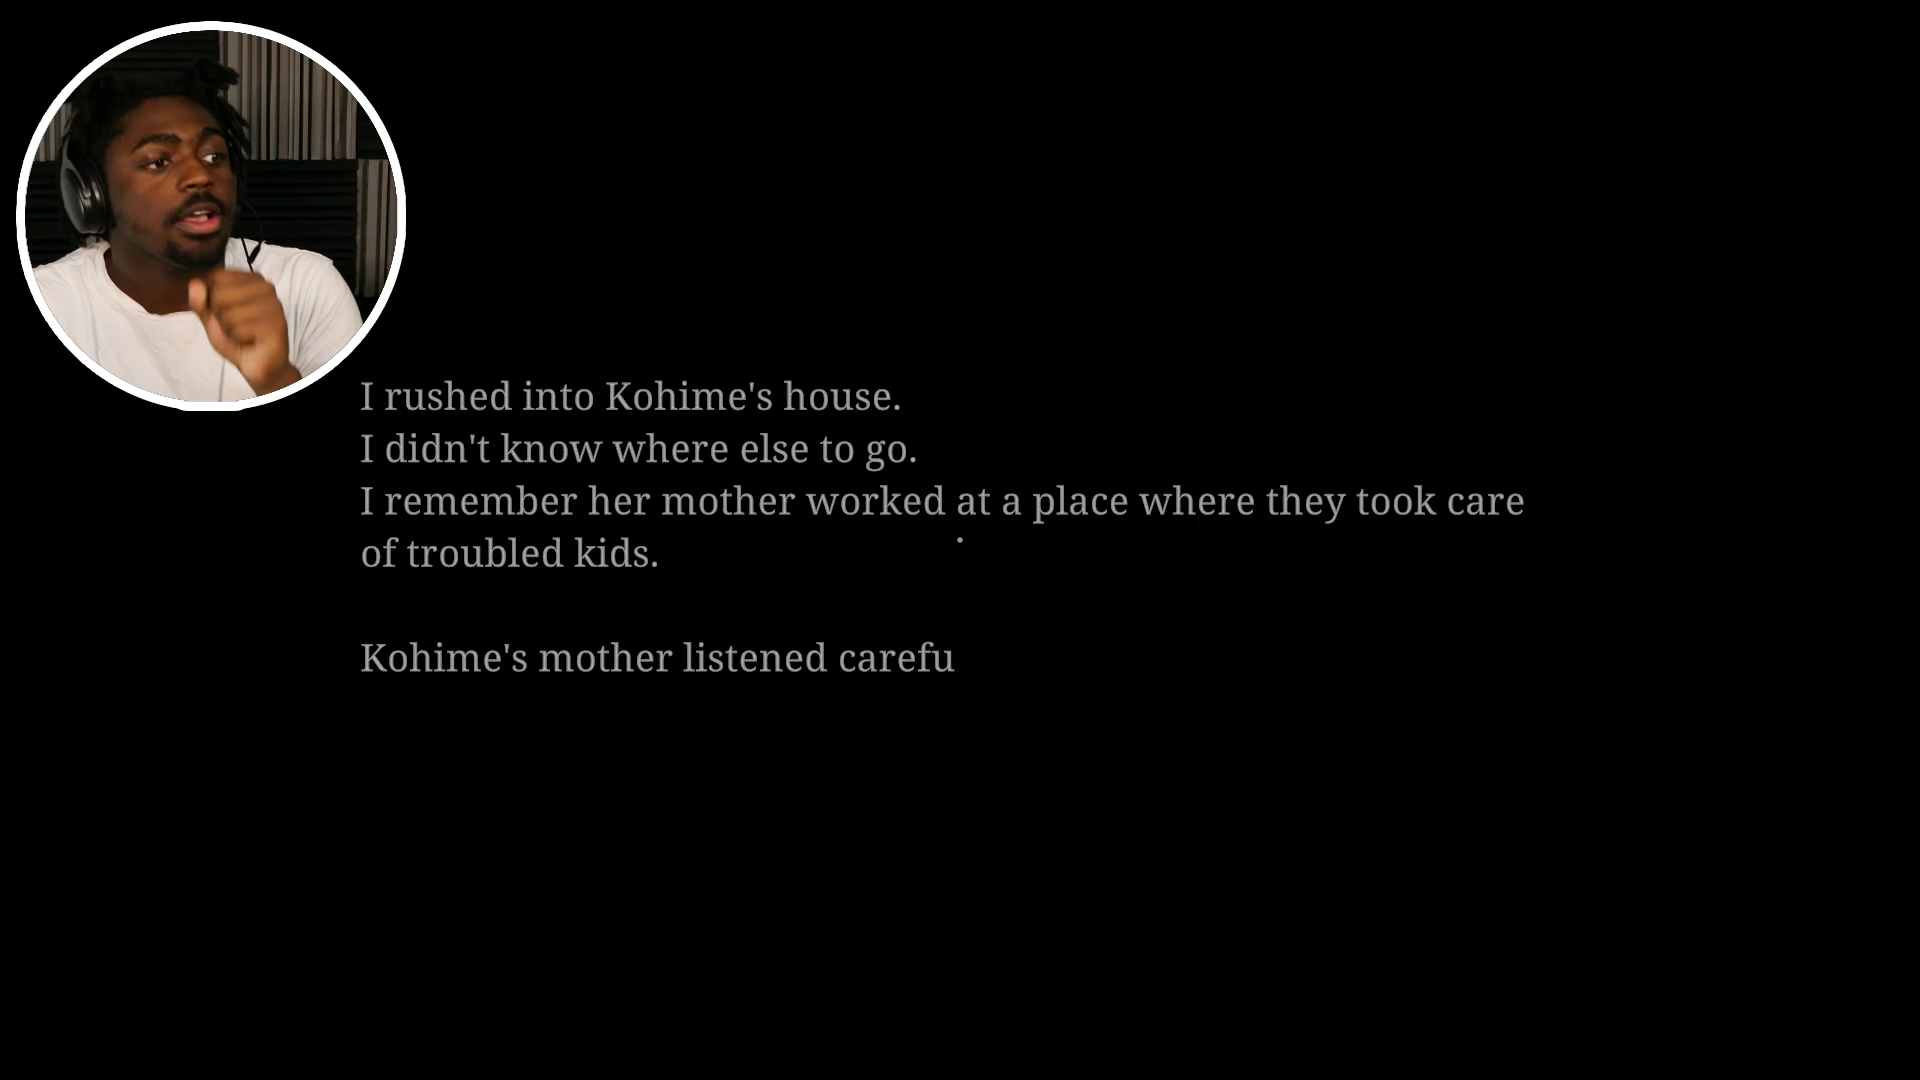 I rushed into Kohime's house.
I didn't know where else to go.
I remember her mother worked at a place where they took care
of troubled kids.
Kohime's mother listened carefu